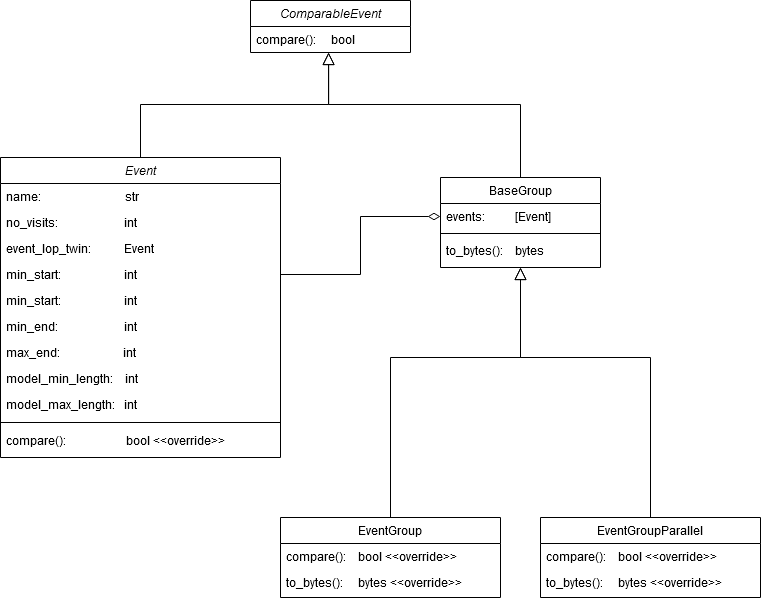 ComparableEvent
compare(): bool
Event
name: str
no_visits: int
event_lop_twin: Event
min_start: int
min_start: int
min_end: int
max_end: int
model_min_length: int
model_max_length: int
compare(): bool <<override>>
BaseGroup
events: [Event]
to_bytes(): bytes
EventGroup
compare(): bool <<override>>
to_bytes(): bytes <<override>>
EventGroupParallel
compare(): bool <<override>>
to_bytes(): bytes <<override>>